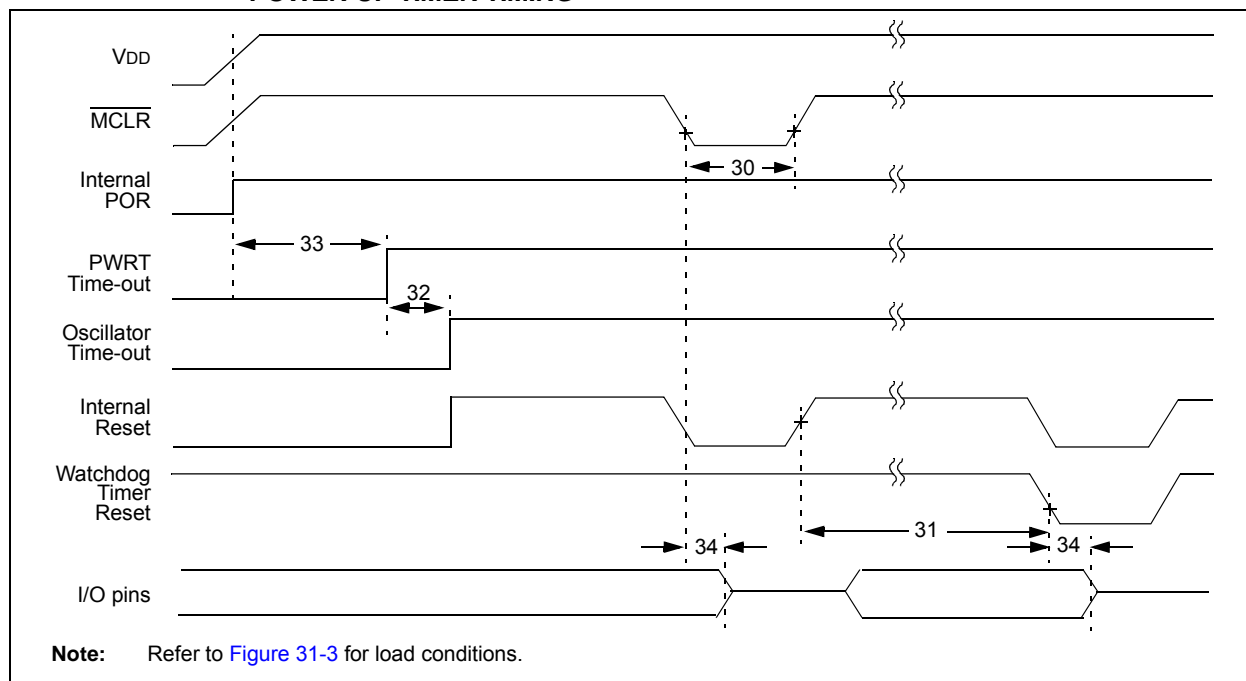 POWER-UP TIMER TIMING
VDD
MCLR
30
Internal
POR
33
PWRT
Time-out
32
Oscillator
Time-out
Internal
Reset
Watchdog
Timer
Reset
31
34
34
I/O pins
Note: Refer to Figure 31-3 for load conditions.